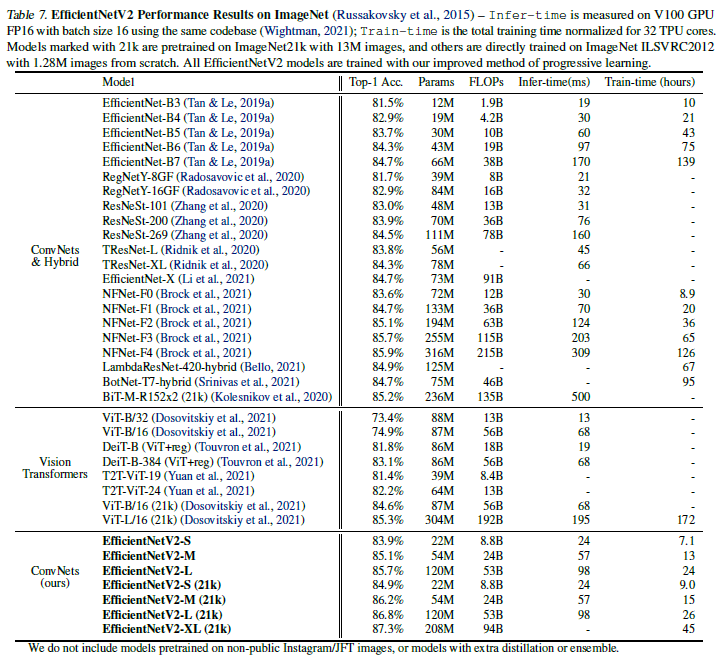 Table 7. EfficientNetV2 Performance Results on ImageNet (Russakovsky et al., 2015) – Infer-time is measured on V100 GPU
FP16 with batch size 16 using the same codebase (Wightman, 2021); Train-time is the total training time normalized for 32 TPU cores.
Models marked with 21k are pretrained on ImageNet21k with 13M images, and others are directly trained on ImageNet ILSVRC2012
with 1.28M images from scratch. All EfficientNetV2 models are trained with our improved method of progressive learning.
Model Top-1 Acc. Params FLOPs Infer-time(ms) Train-time (hours)
EfficientNet-B3 (Tan & Le, 2019a) 81.5% 12M 1.9B 19 10
EfficientNet-B4 (Tan & Le, 2019a) 82.9% 19M 4.2B 30 21
EfficientNet-B5 (Tan & Le, 2019a) 83.7% 30M 10B 60 43
EfficientNet-B6 (Tan & Le, 2019a) 84.3% 43M 19B 97 75
EfficientNet-B7 (Tan & Le, 2019a) 84.7% 66M 38B 170 139
RegNetY-8GF (Radosavovic et al., 2020) 81.7% 39M 8B 21 -
RegNetY-16GF (Radosavovic et al., 2020) 82.9% 84M 16B 32 -
ResNeSt-101 (Zhang et al., 2020) 83.0% 48M 13B 31 -
ResNeSt-200 (Zhang et al., 2020) 83.9% 70M 36B 76 -
ResNeSt-269 (Zhang et al., 2020) 84.5% 111M 78B 160 -
ConvNets TResNet-L (Ridnik et al., 2020) 83.8% 56M - 45 -
& Hybrid TResNet-XL (Ridnik et al., 2020) 84.3% 78M - 66 -
EfficientNet-X (Li et al., 2021) 84.7% 73M 91B - -
NFNet-F0 (Brock et al., 2021) 83.6% 72M 12B 30 8.9
NFNet-F1 (Brock et al., 2021) 84.7% 133M 36B 70 20
NFNet-F2 (Brock et al., 2021) 85.1% 194M 63B 124 36
NFNet-F3 (Brock et al., 2021) 85.7% 255M 115B 203 65
NFNet-F4 (Brock et al., 2021) 85.9% 316M 215B 309 126
LambdaResNet-420-hybrid (Bello, 2021) 84.9% 125M - - 67
BotNet-T7-hybrid (Srinivas et al., 2021) 84.7% 75M 46B - 95
BiT-M-R152x2 (21k) (Kolesnikov et al., 2020) 85.2% 236M 135B 500 -
ViT-B/32 (Dosovitskiy et al., 2021) 73.4% 88M 13B 13 -
ViT-B/16 (Dosovitskiy et al., 2021) 74.9% 87M 56B 68 -
DeiT-B (ViT+reg) (Touvron et al., 2021) 81.8% 86M 18B 19 -
Vision DeiT-B-384 (ViT+reg) (Touvron et al., 2021) 83.1% 86M 56B 68 -
Transformers T2T-ViT-19 (Yuan et al., 2021) 81.4% 39M 8.4B - -
T2T-ViT-24 (Yuan et al., 2021) 82.2% 64M 13B - -
ViT-B/16 (21k) (Dosovitskiy et al., 2021) 84.6% 87M 56B 68 -
ViT-L/16 (21k) (Dosovitskiy et al., 2021) 85.3% 304M 192B 195 172
EfficientNetV2-S 83.9% 22M 8.8B 24 7.1
EfficientNetV2-M 85.1% 54M 24B 57 13
ConvNets EfficientNetV2-L 85.7% 120M 53B 98 24
(ours) EfficientNetV2-S (21k) 84.9% 22M 8.8B 24 9.0
EfficientNetV2-M (21k) 86.2% 54M 24B 57 15
EfficientNetV2-L (21k) 86.8% 120M 53B 98 26
EfficientNetV2-XL (21k) 87.3% 208M 94B - 45
We do not include models pretrained on non-public Instagram/JFT images, or models with extra distillation or ensemble.